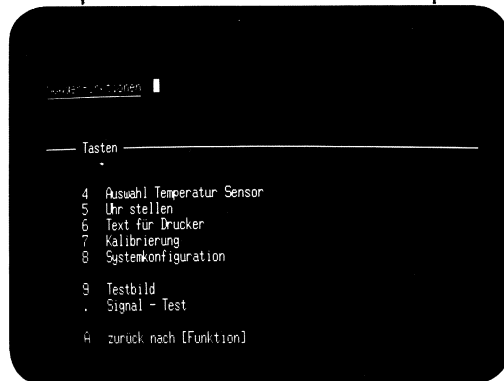 Sonderfunktionen
Tasten
4 Auswahl Temperatur Sensor
5 Uhr stellen
6 Text für Drucker
7 Kalibrierung
8 Systemkonfiguration
9 Testbild
. Signal - Test
A zurück nach [Funktion]